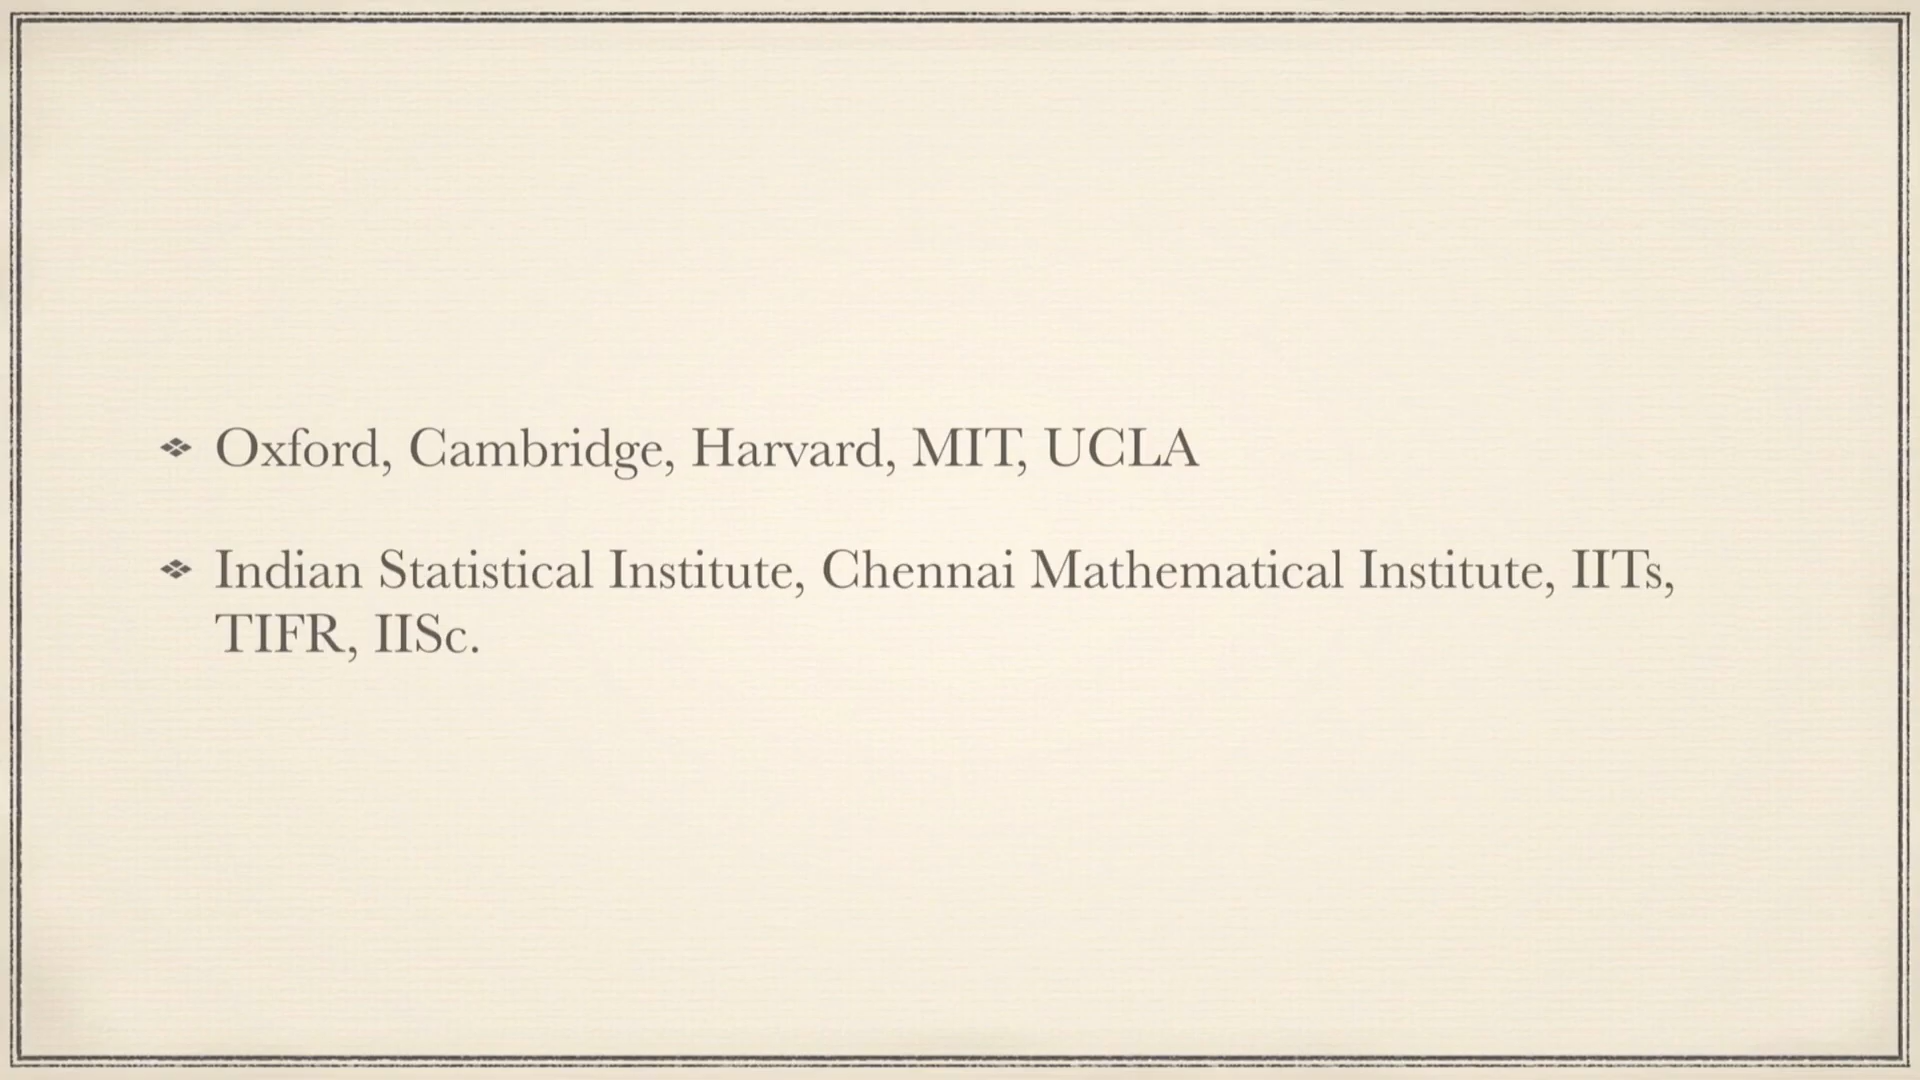 ❖ Oxford, Cambridge, Harvard, MIT, UCLA
❖ Indian Statistical Institute, Chennai Mathematical Institute, IITs,
TIFR, IISc.